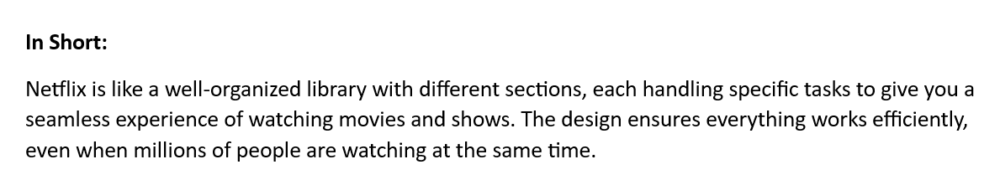 In Short:
Netflix is like a well-organized library with different sections, each handling specific tasks to give you a
seamless experience of watching movies and shows. The design ensures everything works efficiently,
even when millions of people are watching at the same time.